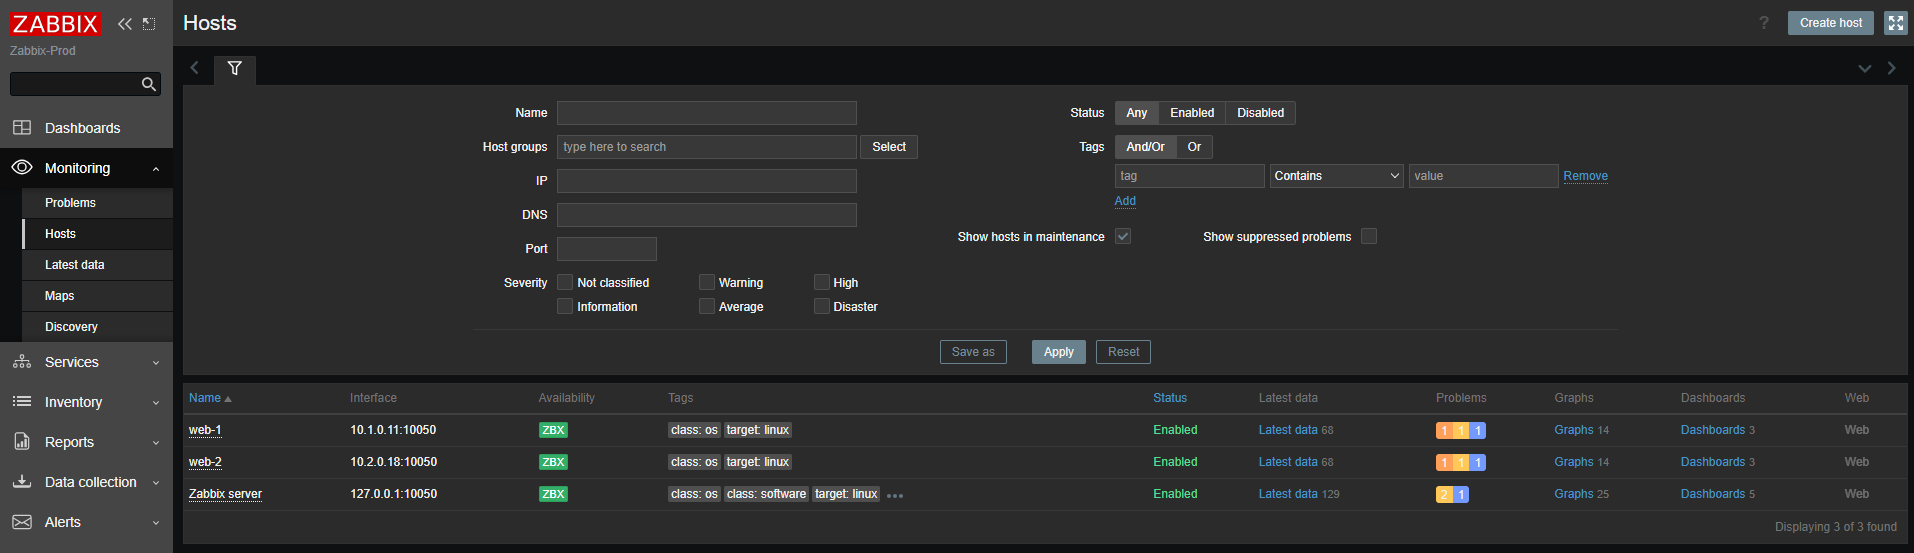 ZABBIX
Zabbix-Prod
Dashboards
Monitoring
Problems
Hosts
Latest data
Maps
Discovery
Services
Inventory
Reports
Data collection
Alerts
Hosts
? Create host
Name
Host groups type here to search Select
IP
DNS
Port
Severity Not classified Warning High
Information Average Disaster
Status Any Enabled Disabled
Tags And/Or Or
tag Contains value Remove
Add
Show hosts in maintenance Show suppressed problems
Save as Apply Reset
Name Interface Availability Tags Status Latest data Problems Graphs Dashboards Web
web-1 10.1.0.11:10050 ZBX class: os target: linux Enabled Latest data 68 1 1 1 Graphs 14 Dashboards 3 Web
web-2 10.2.0.18:10050 ZBX class: os target: linux Enabled Latest data 68 1 1 1 Graphs 14 Dashboards 3 Web
Zabbix server 127.0.0.1:10050 ZBX class: os class: software target: linux ••• Enabled Latest data 129 2 1 Graphs 25 Dashboards 5 Web
Displaying 3 of 3 found